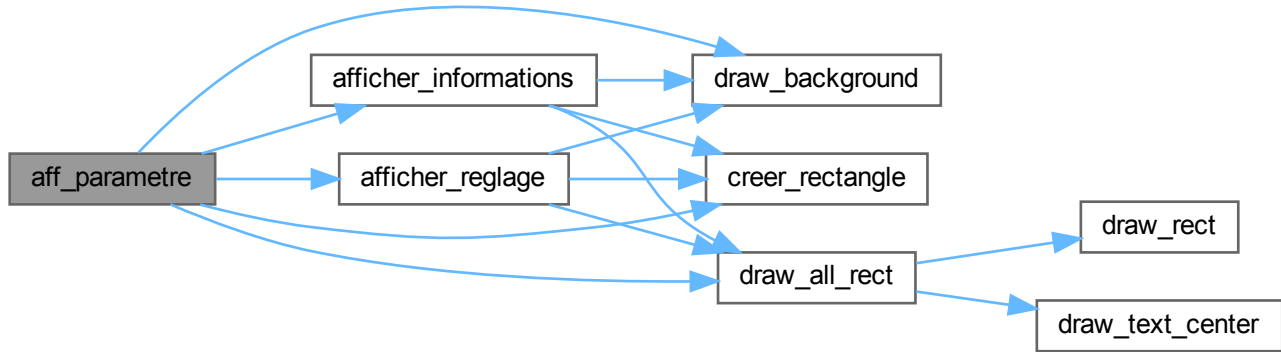 afficher_informations
draw_background
aff_parametre
afficher_reglage
creer_rectangle
draw_rect
draw_all_rect
draw_text_center